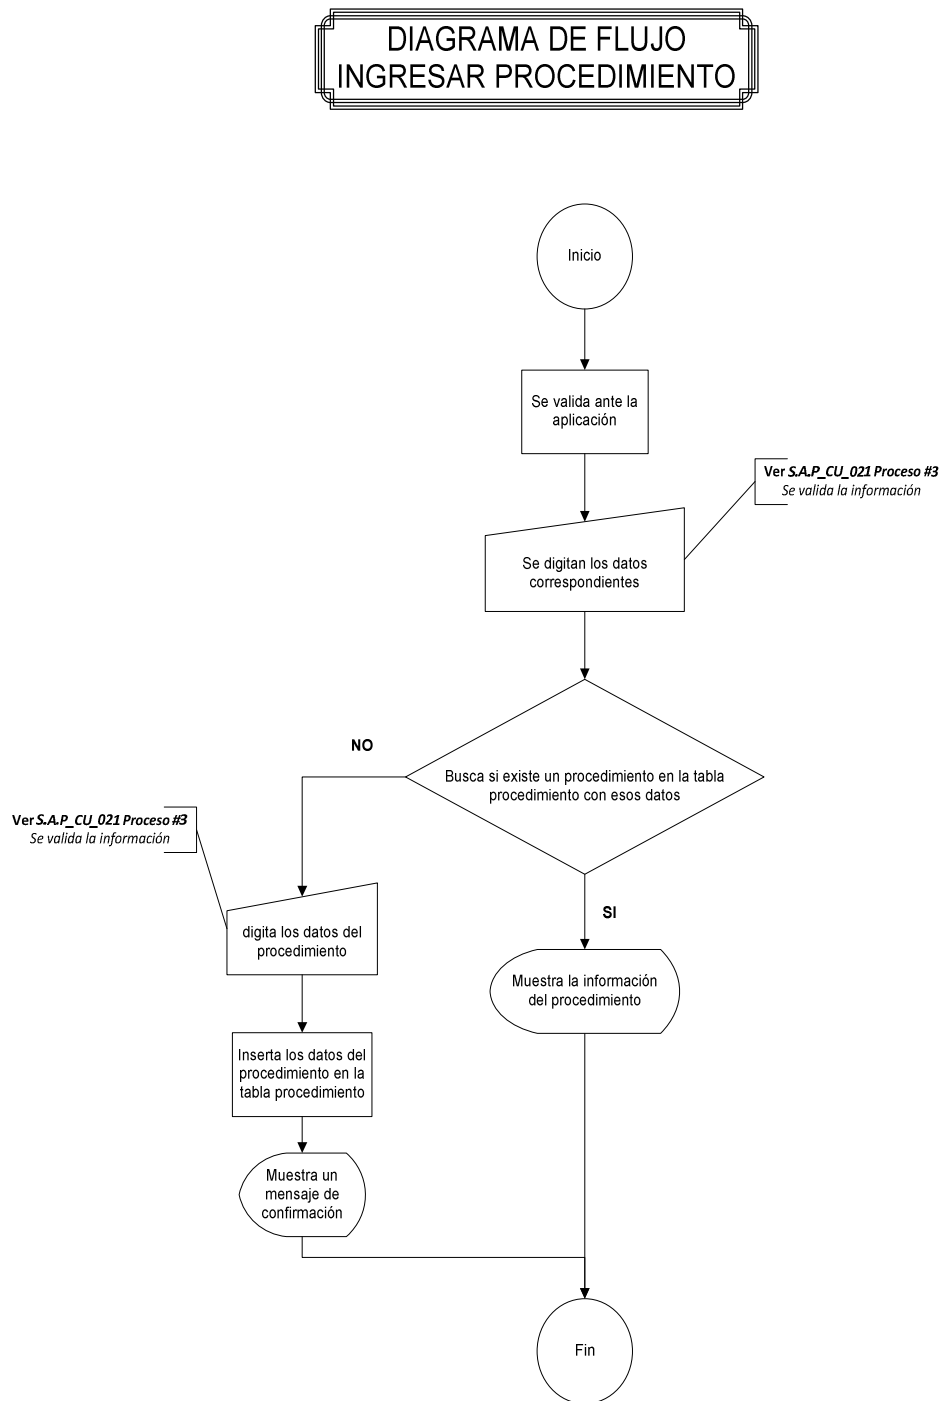 DIAGRAMA DE FLUJO
INGRESAR PROCEDIMIENTO
Inicio
Se valida ante la
aplicación
Ver S.A.P_CU_021 Proceso #3
Se valida la información
Se digitan los datos
correspondientes
NO
Busca si existe un procedimiento en la tabla
procedimiento con esos datos
Ver S.A.P_CU_021 Proceso #3
Se valida la información
SI
digita los datos del
procedimiento
Muestra la información
del procedimiento
Inserta los datos del
procedimiento en la
tabla procedimiento
Muestra un
mensaje de
confirmación
Fin